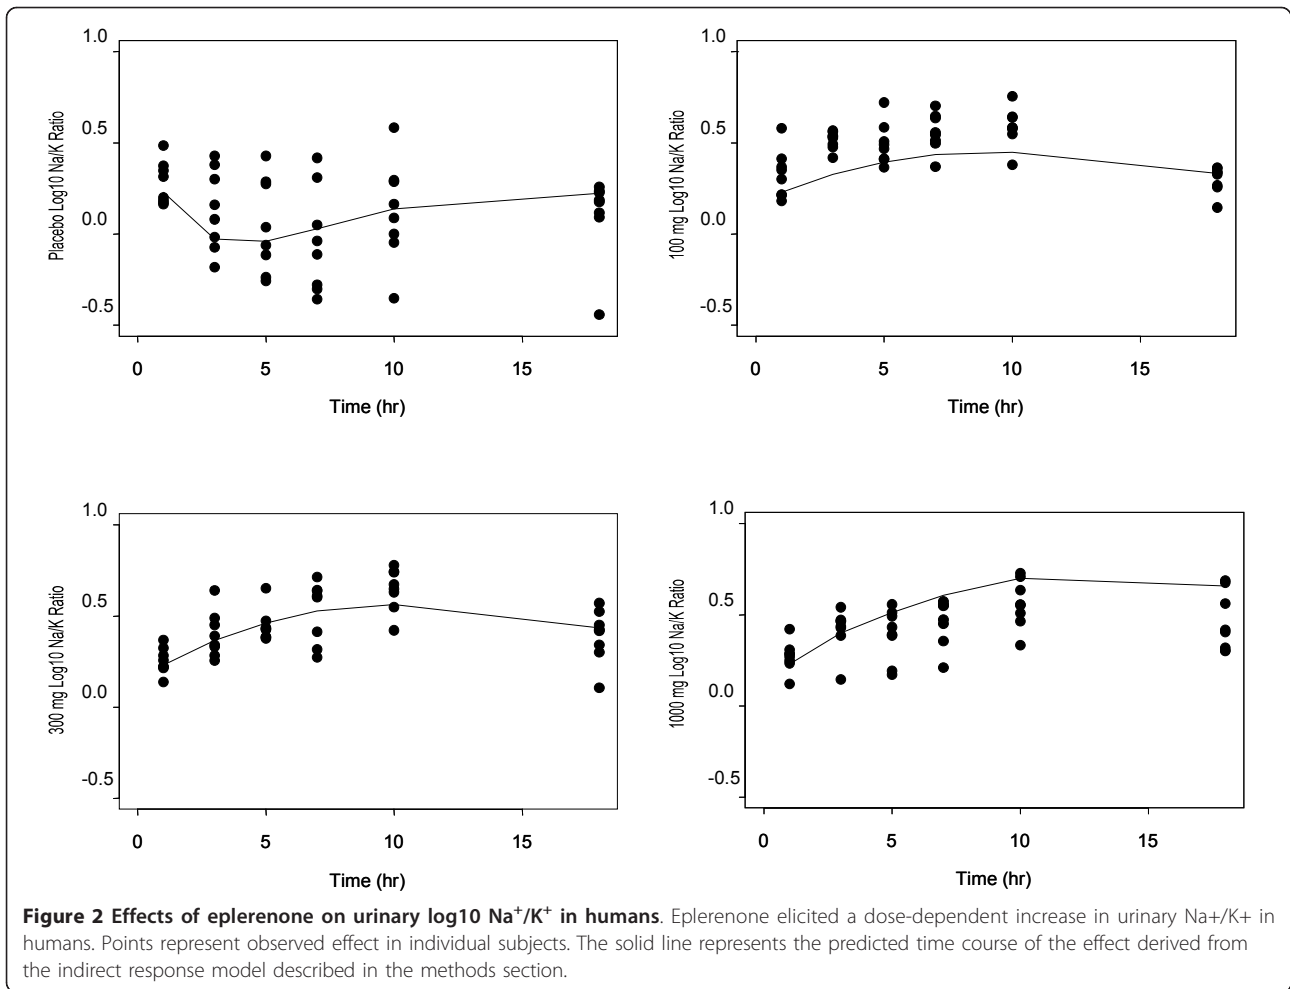 1.0
0.5
0.0
-0.5
Placebo Log10 Na/K Ratio
0 5 10 15
Time (hr)
1.0
0.5
0.0
-0.5
100 mg Log10 Na/K Ratio
0 5 10 15
Time (hr)
1.0
0.5
0.0
-0.5
300 mg Log10 Na/K Ratio
0 5 10 15
Time (hr)
1.0
0.5
0.0
-0.5
1000 mg Log10 Na/K Ratio
0 5 10 15
Time (hr)
Figure 2 Effects of eplerenone on urinary log10 Na⁺/K⁺ in humans. Eplerenone elicited a dose-dependent increase in urinary Na+/K+ in
humans. Points represent observed effect in individual subjects. The solid line represents the predicted time course of the effect derived from
the indirect response model described in the methods section.